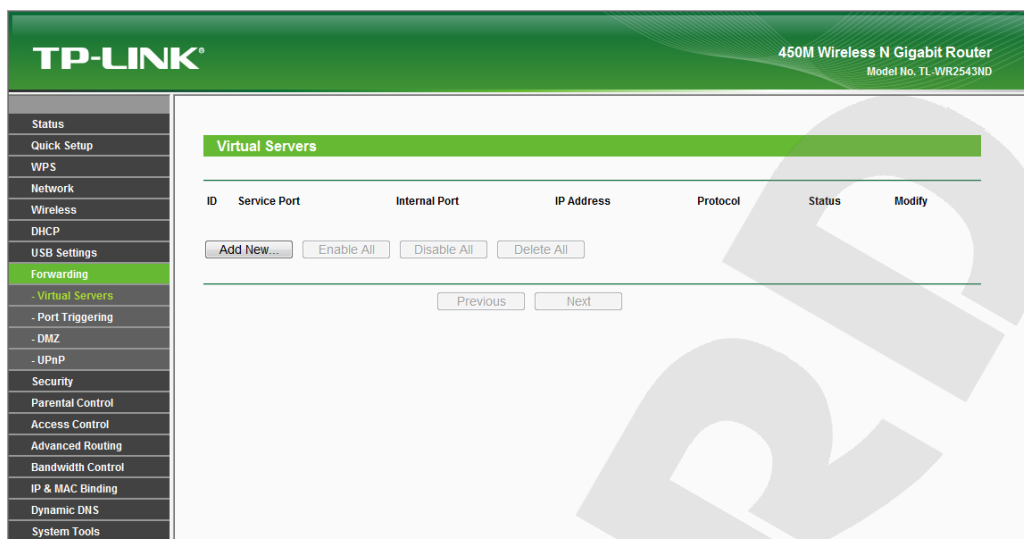 TP-LINK®
450M Wireless N Gigabit Router
Model No. TL-WR2543ND
Status
Quick Setup
WPS
Network
Wireless
DHCP
USB Settings
Forwarding
- Virtual Servers
- Port Triggering
- DMZ
- UPnP
Security
Parental Control
Access Control
Advanced Routing
Bandwidth Control
IP & MAC Binding
Dynamic DNS
System Tools
Virtual Servers
ID Service Port Internal Port IP Address Protocol Status Modify
Add New... Enable All Disable All Delete All
Previous Next